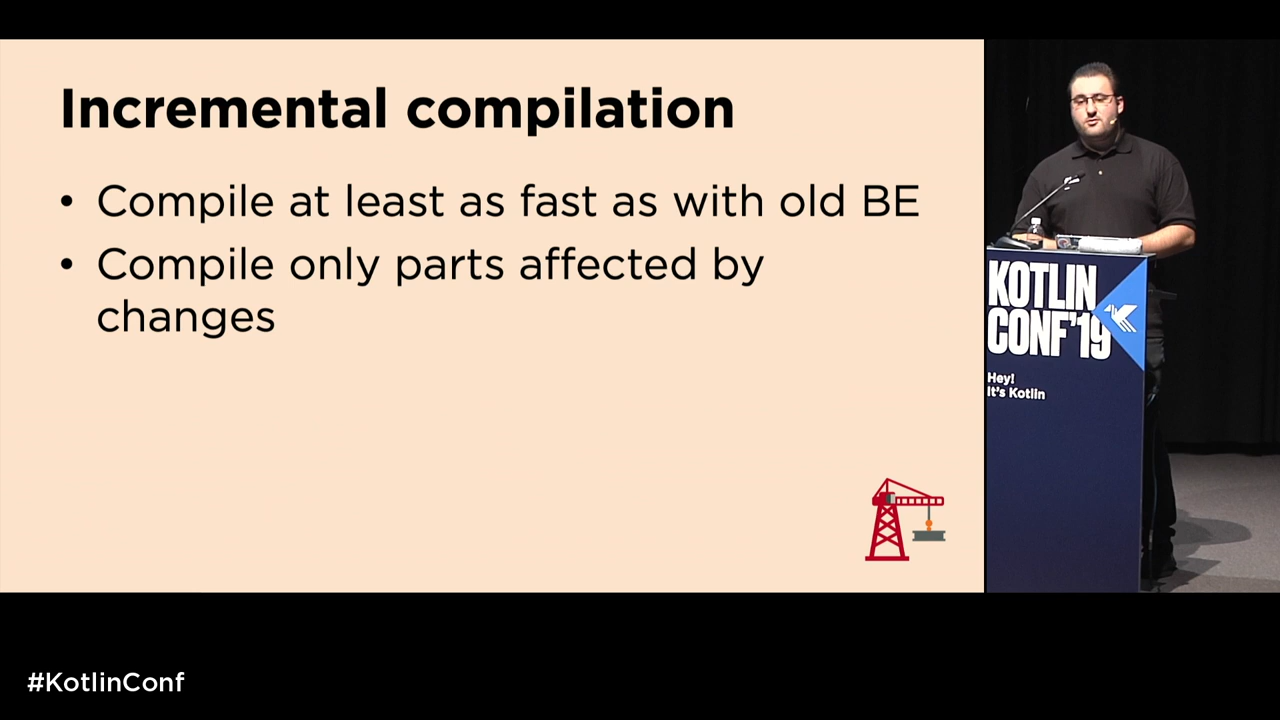 Incremental compilation
• Compile at least as fast as with old BE
• Compile only parts affected by
changes
KOTLIN
CONF'19
Hey!
It's Kotlin
#KotlinConf